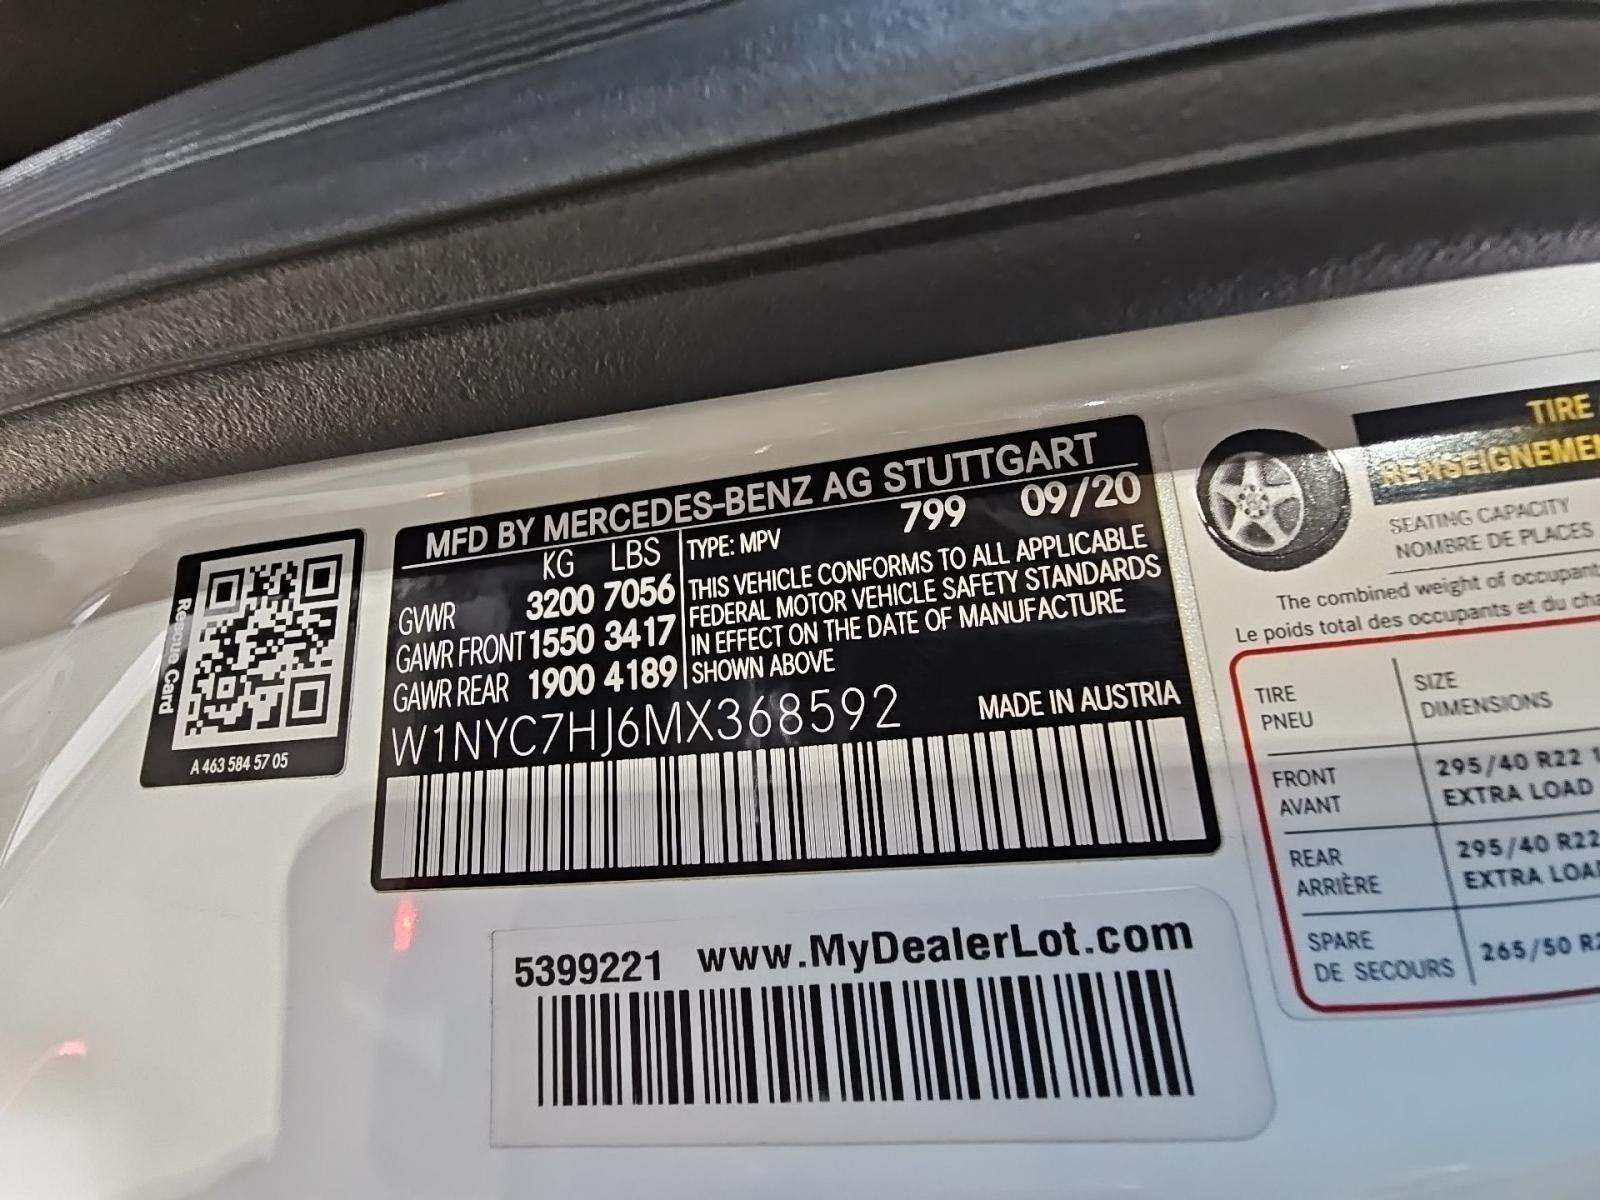 Rescue Card
A 463 584 57 05
MFD BY MERCEDES-BENZ AG STUTTGART
KG LBS
GVWR 3200 7056
GAWR FRONT 1550 3417
GAWR REAR 1900 4189
TYPE: MPV 799 09/20
THIS VEHICLE CONFORMS TO ALL APPLICABLE
FEDERAL MOTOR VEHICLE SAFETY STANDARDS
IN EFFECT ON THE DATE OF MANUFACTURE
SHOWN ABOVE
W1NYC7HJ6MX368592 MADE IN AUSTRIA
5399221 www.MyDealerLot.com
TIRE
SEATING CAPACITY
NOMBRE DE PLACES
The combined weight of
Le poids total des occupants et du
TIRE
PNEU
SIZE
DIMENSIONS
FRONT
AVANT
295/40 R22
EXTRA LOAD
REAR
ARRIÈRE
295/40 R22
EXTRA
SPARE
DE SECOURS
265/50